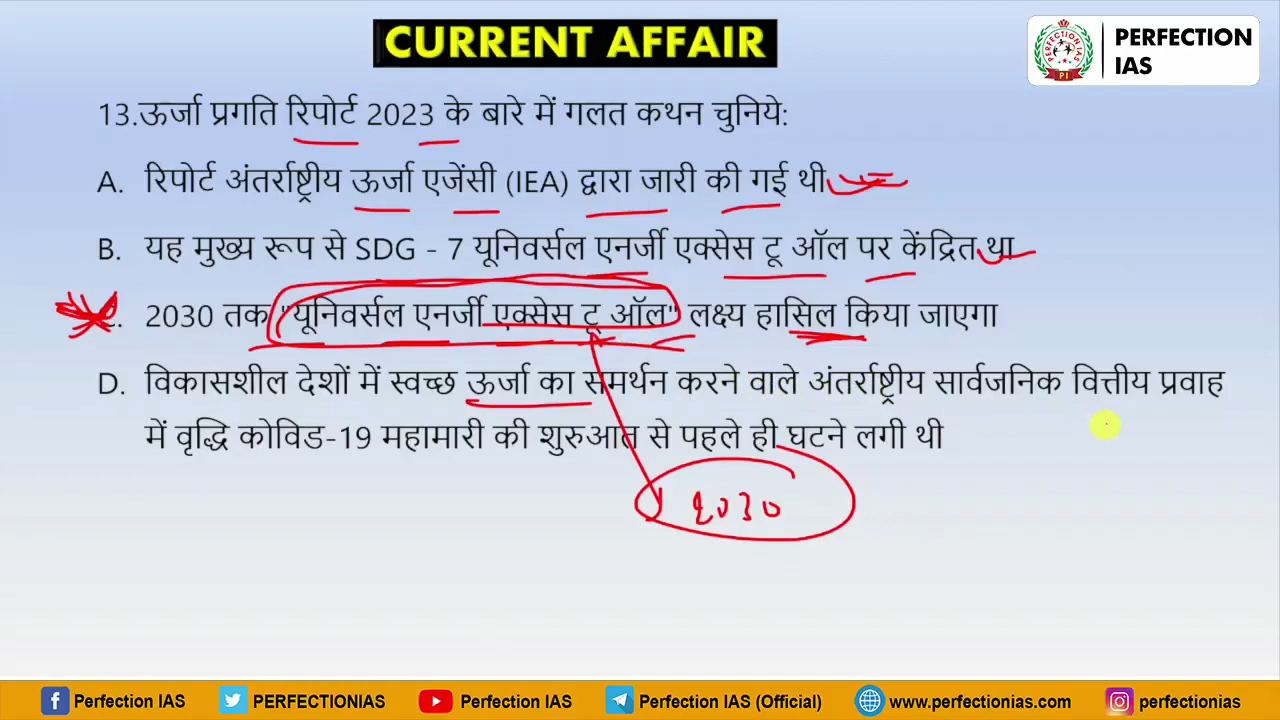 CURRENT AFFAIR
PERFECTION IAS
PERFECTION
IAS
PI
13.ऊर्जा प्रगति रिपोर्ट 2023 के बारे में गलत कथन चुनिये:
A. रिपोर्ट अंतर्राष्ट्रीय ऊर्जा एजेंसी (IEA) द्वारा जारी की गई थी
B. यह मुख्य रूप से SDG - 7 यूनिवर्सल एनर्जी एक्सेस टू ऑल पर केंद्रित था
2030 तक "यूनिवर्सल एनर्जी एक्सेस टू ऑल" लक्ष्य हासिल किया जाएगा
D. विकासशील देशों में स्वच्छ ऊर्जा का समर्थन करने वाले अंतर्राष्ट्रीय सार्वजनिक वित्तीय प्रवाह
में वृद्धि कोविड-19 महामारी की शुरुआत से पहले ही घटने लगी थी
2030
Perfection IAS PERFECTIONIAS Perfection IAS Perfection IAS (Official) www.perfectionias.com perfectionias